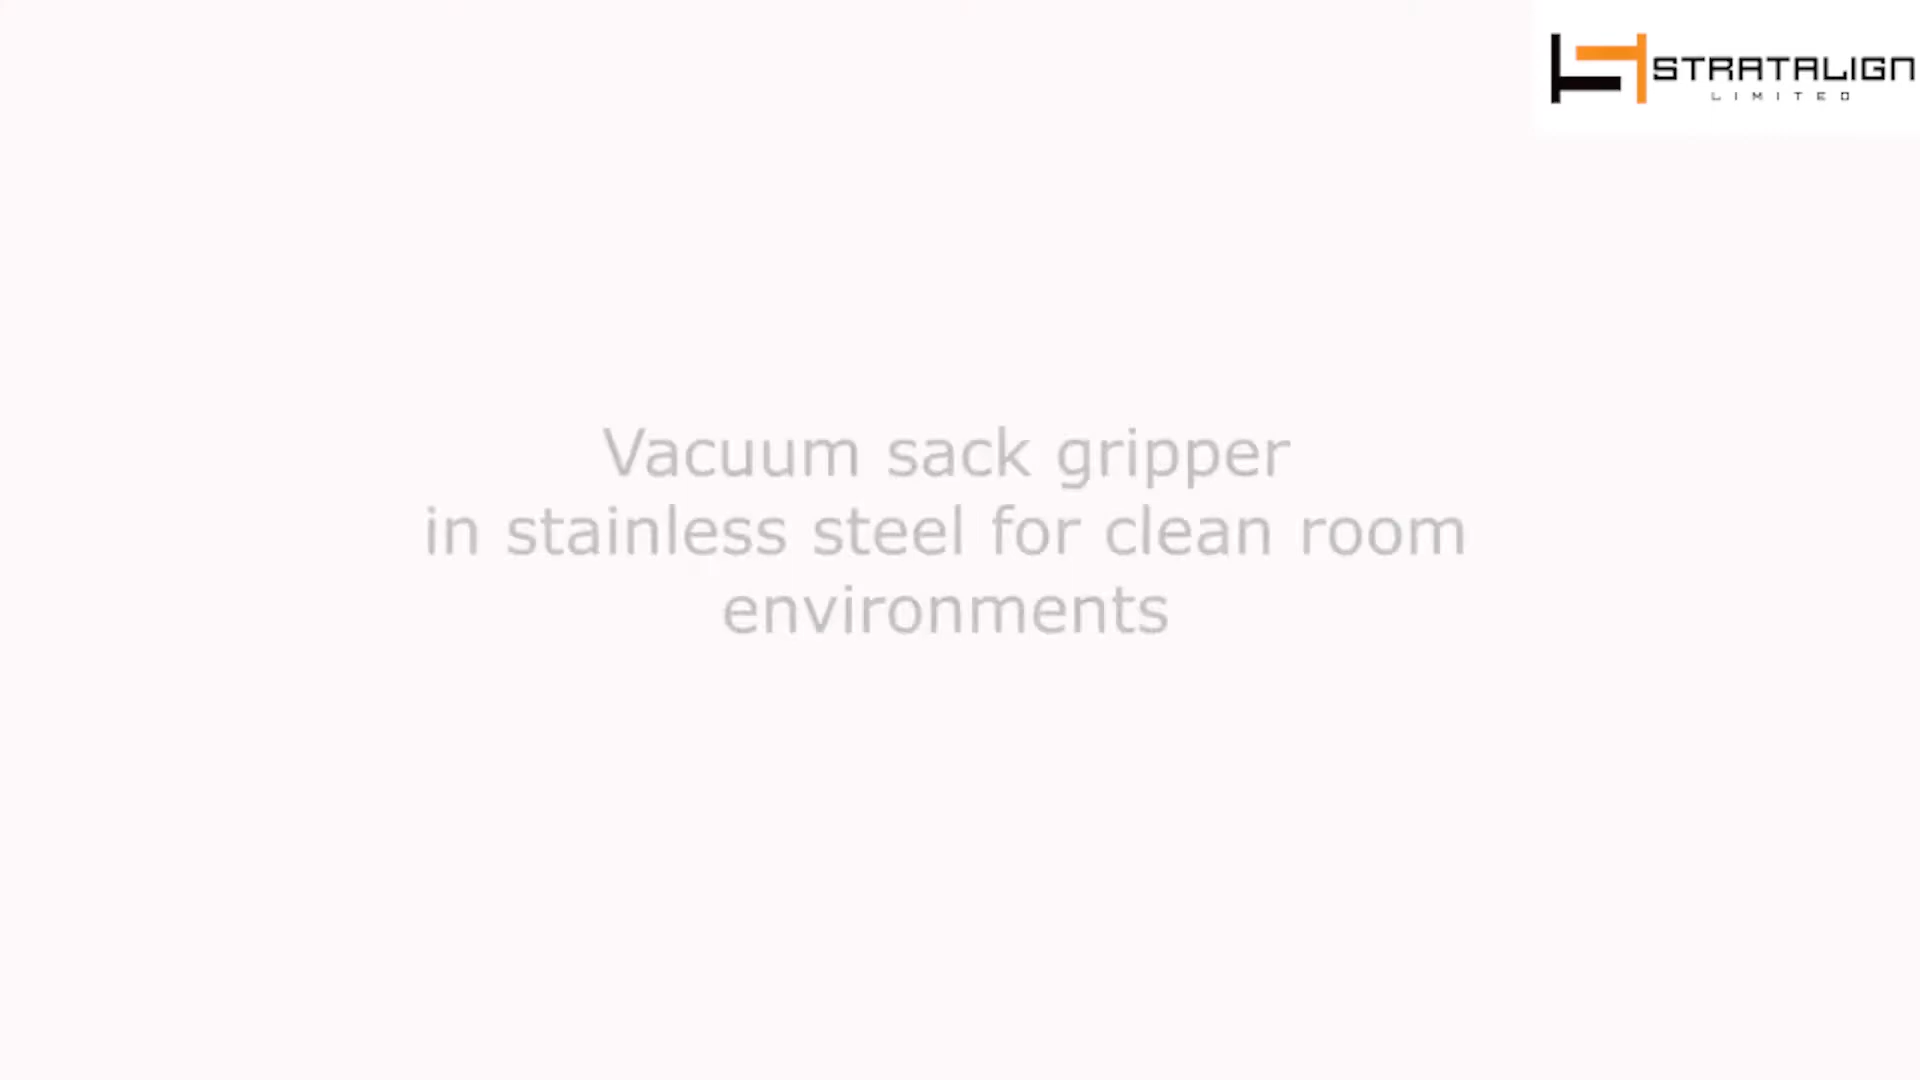 STRATALIGN
LIMITED
Vacuum sack gripper
in stainless steel for clean room
environments